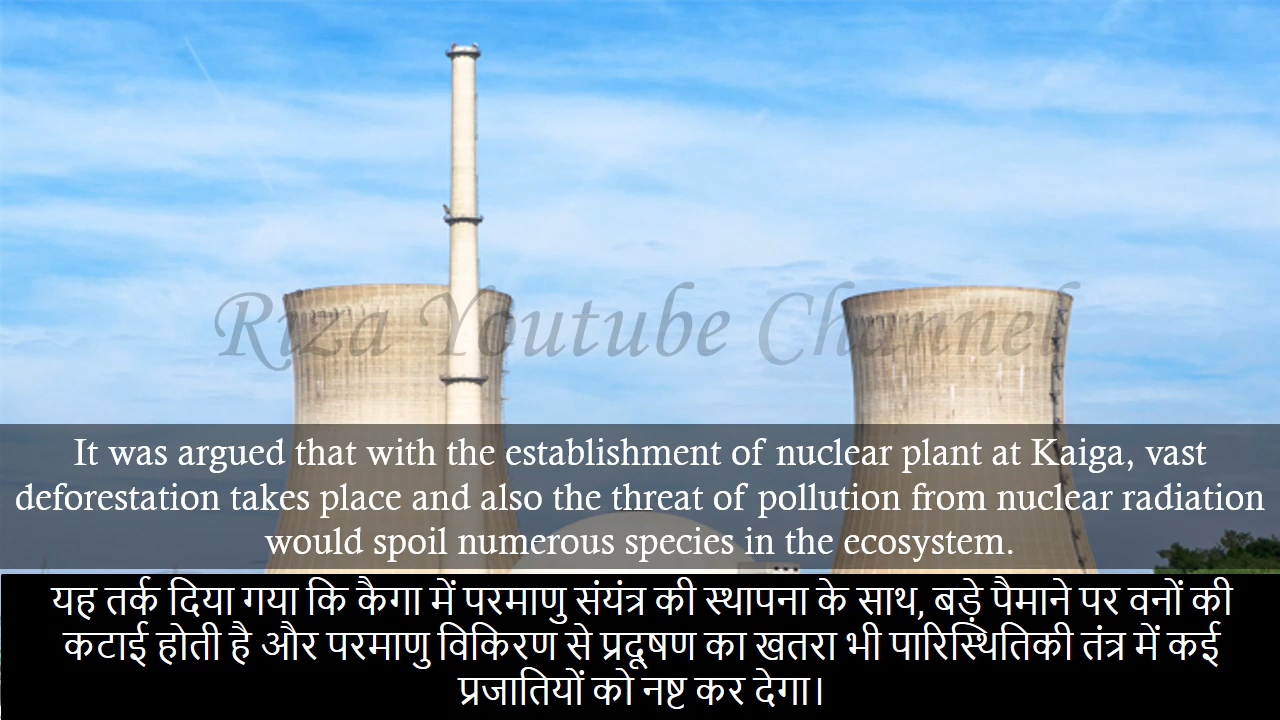 Riza Youtube Channel
It was argued that with the establishment of nuclear plant at Kaiga, vast
deforestation takes place and also the threat of pollution from nuclear radiation
would spoil numerous species in the ecosystem.
यह तर्क दिया गया कि कैगा में परमाणु संयंत्र की स्थापना के साथ, बड़े पैमाने पर वनों की
कटाई होती है और परमाणु विकिरण से प्रदूषण का खतरा भी पारिस्थितिकी तंत्र में कई
प्रजातियों को नष्ट कर देगा।